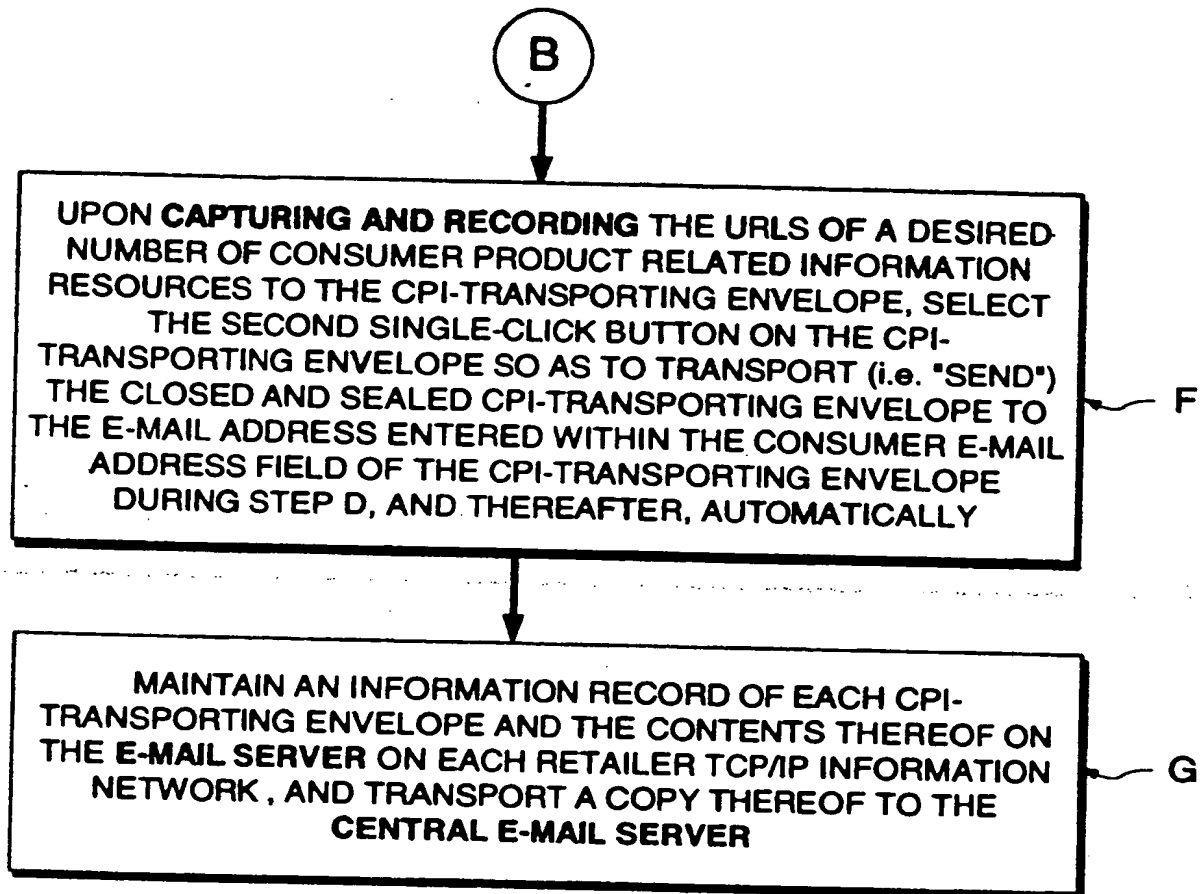 B
UPON CAPTURING AND RECORDING THE URLS OF A DESIRED
NUMBER OF CONSUMER PRODUCT RELATED INFORMATION
RESOURCES TO THE CPI-TRANSPORTING ENVELOPE, SELECT
THE SECOND SINGLE-CLICK BUTTON ON THE CPI-
TRANSPORTING ENVELOPE SO AS TO TRANSPORT (i.e. "SEND")
THE CLOSED AND SEALED CPI-TRANSPORTING ENVELOPE TO
THE E-MAIL ADDRESS ENTERED WITHIN THE CONSUMER E-MAIL
ADDRESS FIELD OF THE CPI-TRANSPORTING ENVELOPE
DURING STEP D, AND THEREAFTER, AUTOMATICALLY
F
MAINTAIN AN INFORMATION RECORD OF EACH CPI-
TRANSPORTING ENVELOPE AND THE CONTENTS THEREOF ON
THE E-MAIL SERVER ON EACH RETAILER TCP/IP INFORMATION
NETWORK , AND TRANSPORT A COPY THEREOF TO THE
CENTRAL E-MAIL SERVER
G